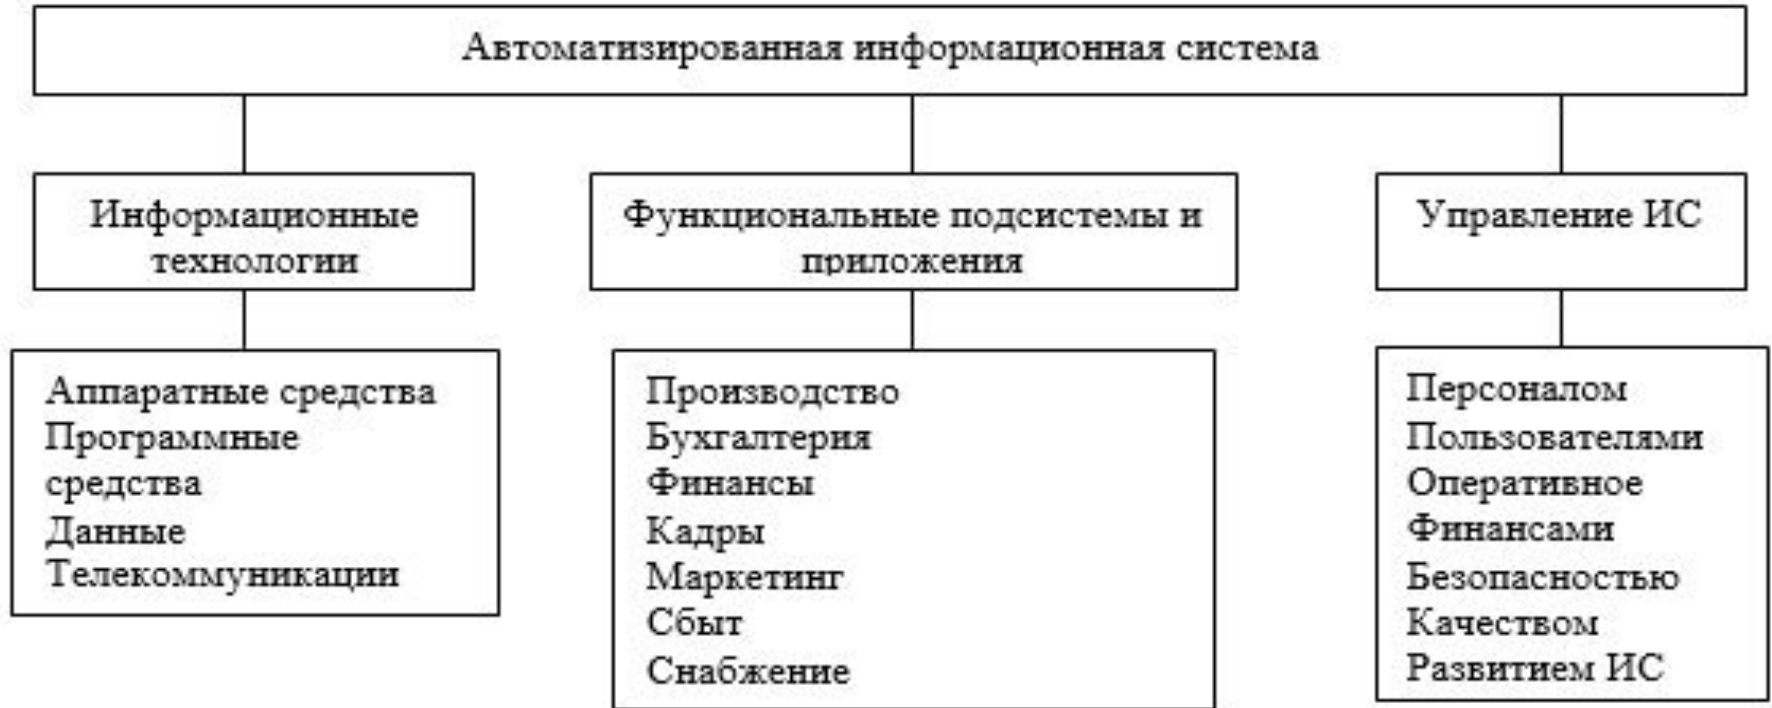 Автоматизированная информационная система
Информационные
технологии
Функциональные подсистемы и
приложения
Управление ИС
Аппаратные средства
Программные
средства
Данные
Телекоммуникации
Производство
Бухгалтерия
Финансы
Кадры
Маркетинг
Сбыт
Снабжение
Персоналом
Пользователями
Оперативное
Финансами
Безопасностью
Качеством
Развитием ИС